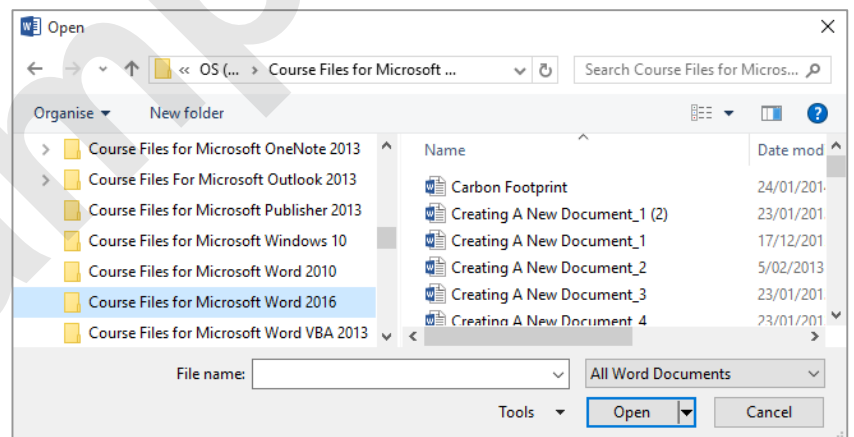 Open
« OS (... > Course Files for Microsoft ...
Search Course Files for Micros...
Organise New folder
Course Files for Microsoft OneNote 2013
Course Files For Microsoft Outlook 2013
Course Files for Microsoft Publisher 2013
Course Files for Microsoft Windows 10
Course Files for Microsoft Word 2010
Course Files for Microsoft Word 2016
Course Files for Microsoft Word VBA 2013
Name Date mod
Carbon Footprint 24/01/201
Creating A New Document_1 (2) 23/01/201
Creating A New Document_1 17/12/201
Creating A New Document_2 5/02/2013
Creating A New Document_3 23/01/201
Creating A New Document_4 23/01/201
File name: All Word Documents
Tools Open Cancel